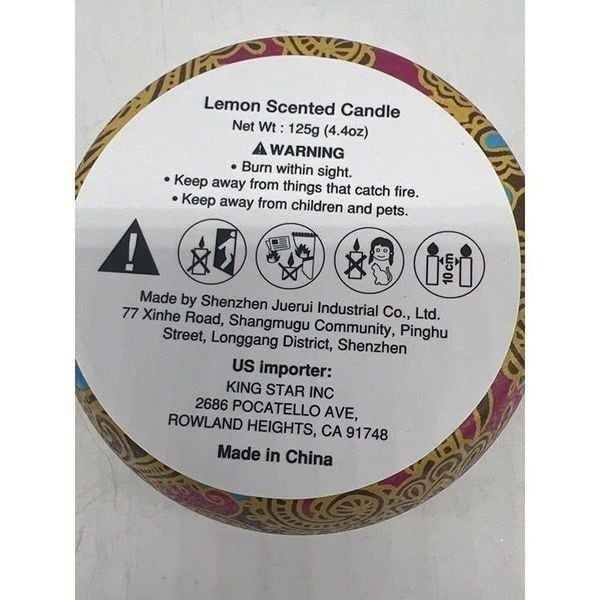 Lemon Scented Candle
Net Wt : 125g (4.4oz)
⚠ WARNING
• Burn within sight.
• Keep away from things that catch fire.
• Keep away from children and pets.
10 cm
Made by Shenzhen Juerui Industrial Co., Ltd.
77 Xinhe Road, Shangmugu Community, Pinghu
Street, Longgang District, Shenzhen
US importer:
KING STAR INC
2686 POCATELLO AVE,
ROWLAND HEIGHTS, CA 91748
Made in China